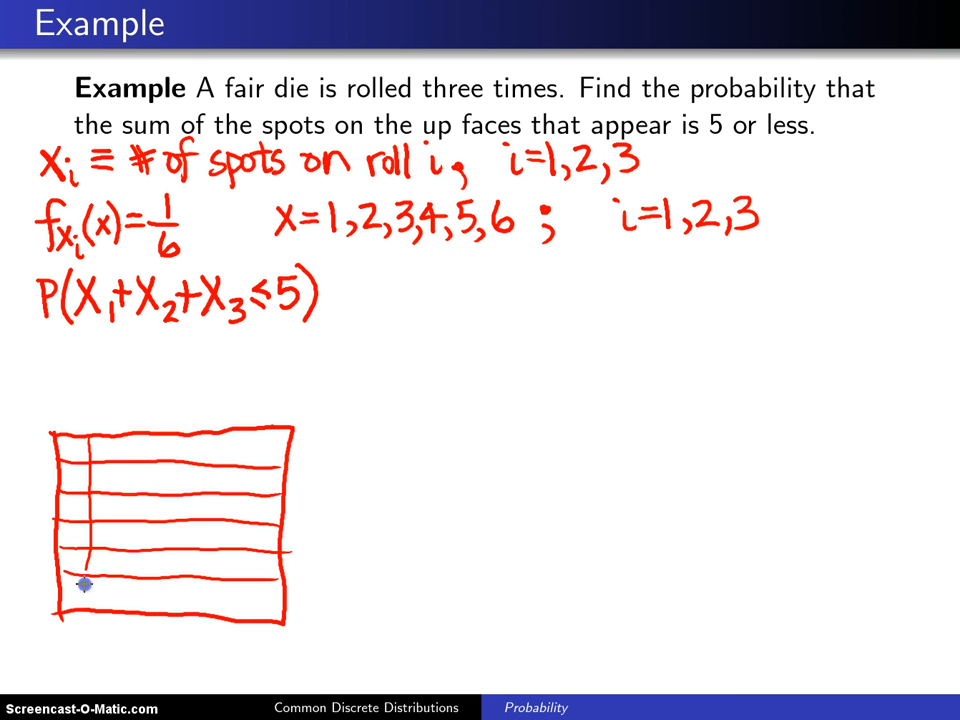 Example
Example A fair die is rolled three times. Find the probability that
the sum of the spots on the up faces that appear is 5 or less.
Xi ≡ # of spots on roll i, i=1,2,3
fXi(x)=1/6 x=1,2,3,4,5,6 ; i=1,2,3
P(X1+X2+X3≤5)
Screencast-O-Matic.com Common Discrete Distributions Probability